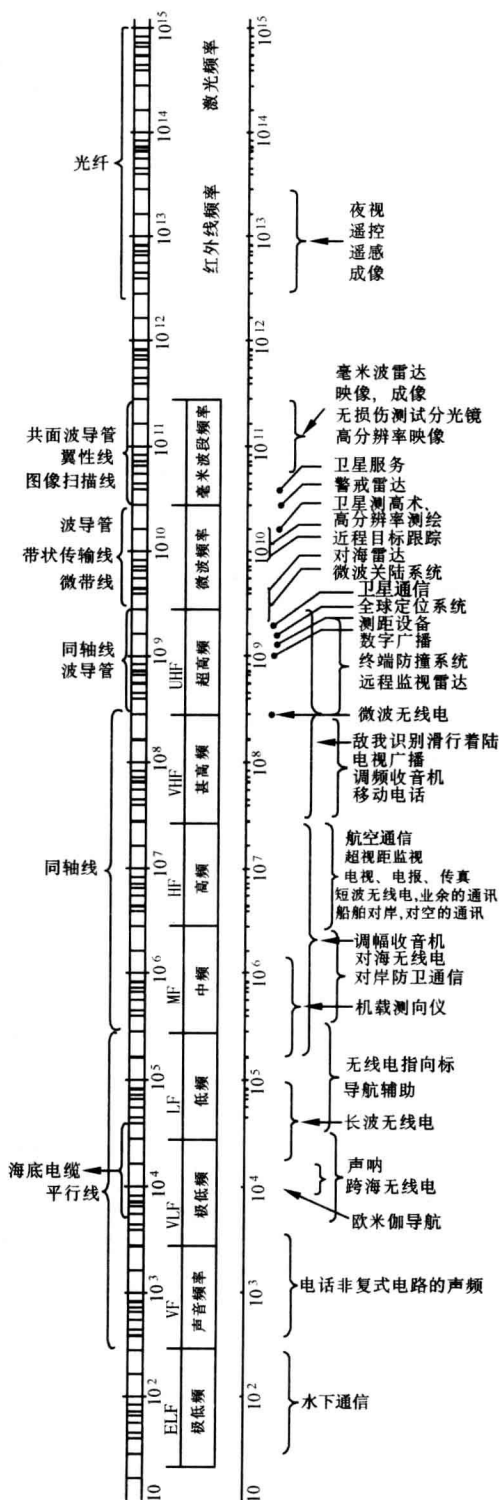 10¹⁵
10¹⁵
激光频率
10¹⁴
10¹⁴
光纤
红外线频率
10¹³
10¹³
夜视
遥控
遥感
成像
10¹²
10¹²
毫米波雷达
映像，成像
无损伤测试分光镜
高分辨率映像
共面波导管
翼性线
图像扫描线
10¹¹
毫米波段频率
10¹¹
卫星服务
警戒雷达
卫星测高术、
高分辨率测绘
近程目标跟踪
对海雷达
微波关陆系统
波导管
带状传输线
微带线
10¹⁰
微波频率
10¹⁰
卫星通信
全球定位系统
测距设备
数字广播
终端防撞系统
远程监视雷达
同轴线
波导管
10⁹
UHF
超高频
10⁹
微波无线电
敌我识别滑行着陆
电视广播
调频收音机
移动电话
10⁸
VHF
甚高频
10⁸
同轴线
10⁷
HF
高频
10⁷
航空通信
超视距监视
电视、电报、传真
短波无线电,业余的通讯
船舶对岸,对空的通讯
调幅收音机
对海无线电
对岸防卫通信
10⁶
MF
中频
10⁶
机载测向仪
无线电指向标
导航辅助
10⁵
LF
低频
10⁵
长波无线电
海底电缆
平行线
10⁴
VLF
极低频
10⁴
声呐
跨海无线电
欧米伽导航
10³
VF
声音频率
10³
电话非复式电路的声频
10²
ELF
极低频
10²
水下通信
10
10